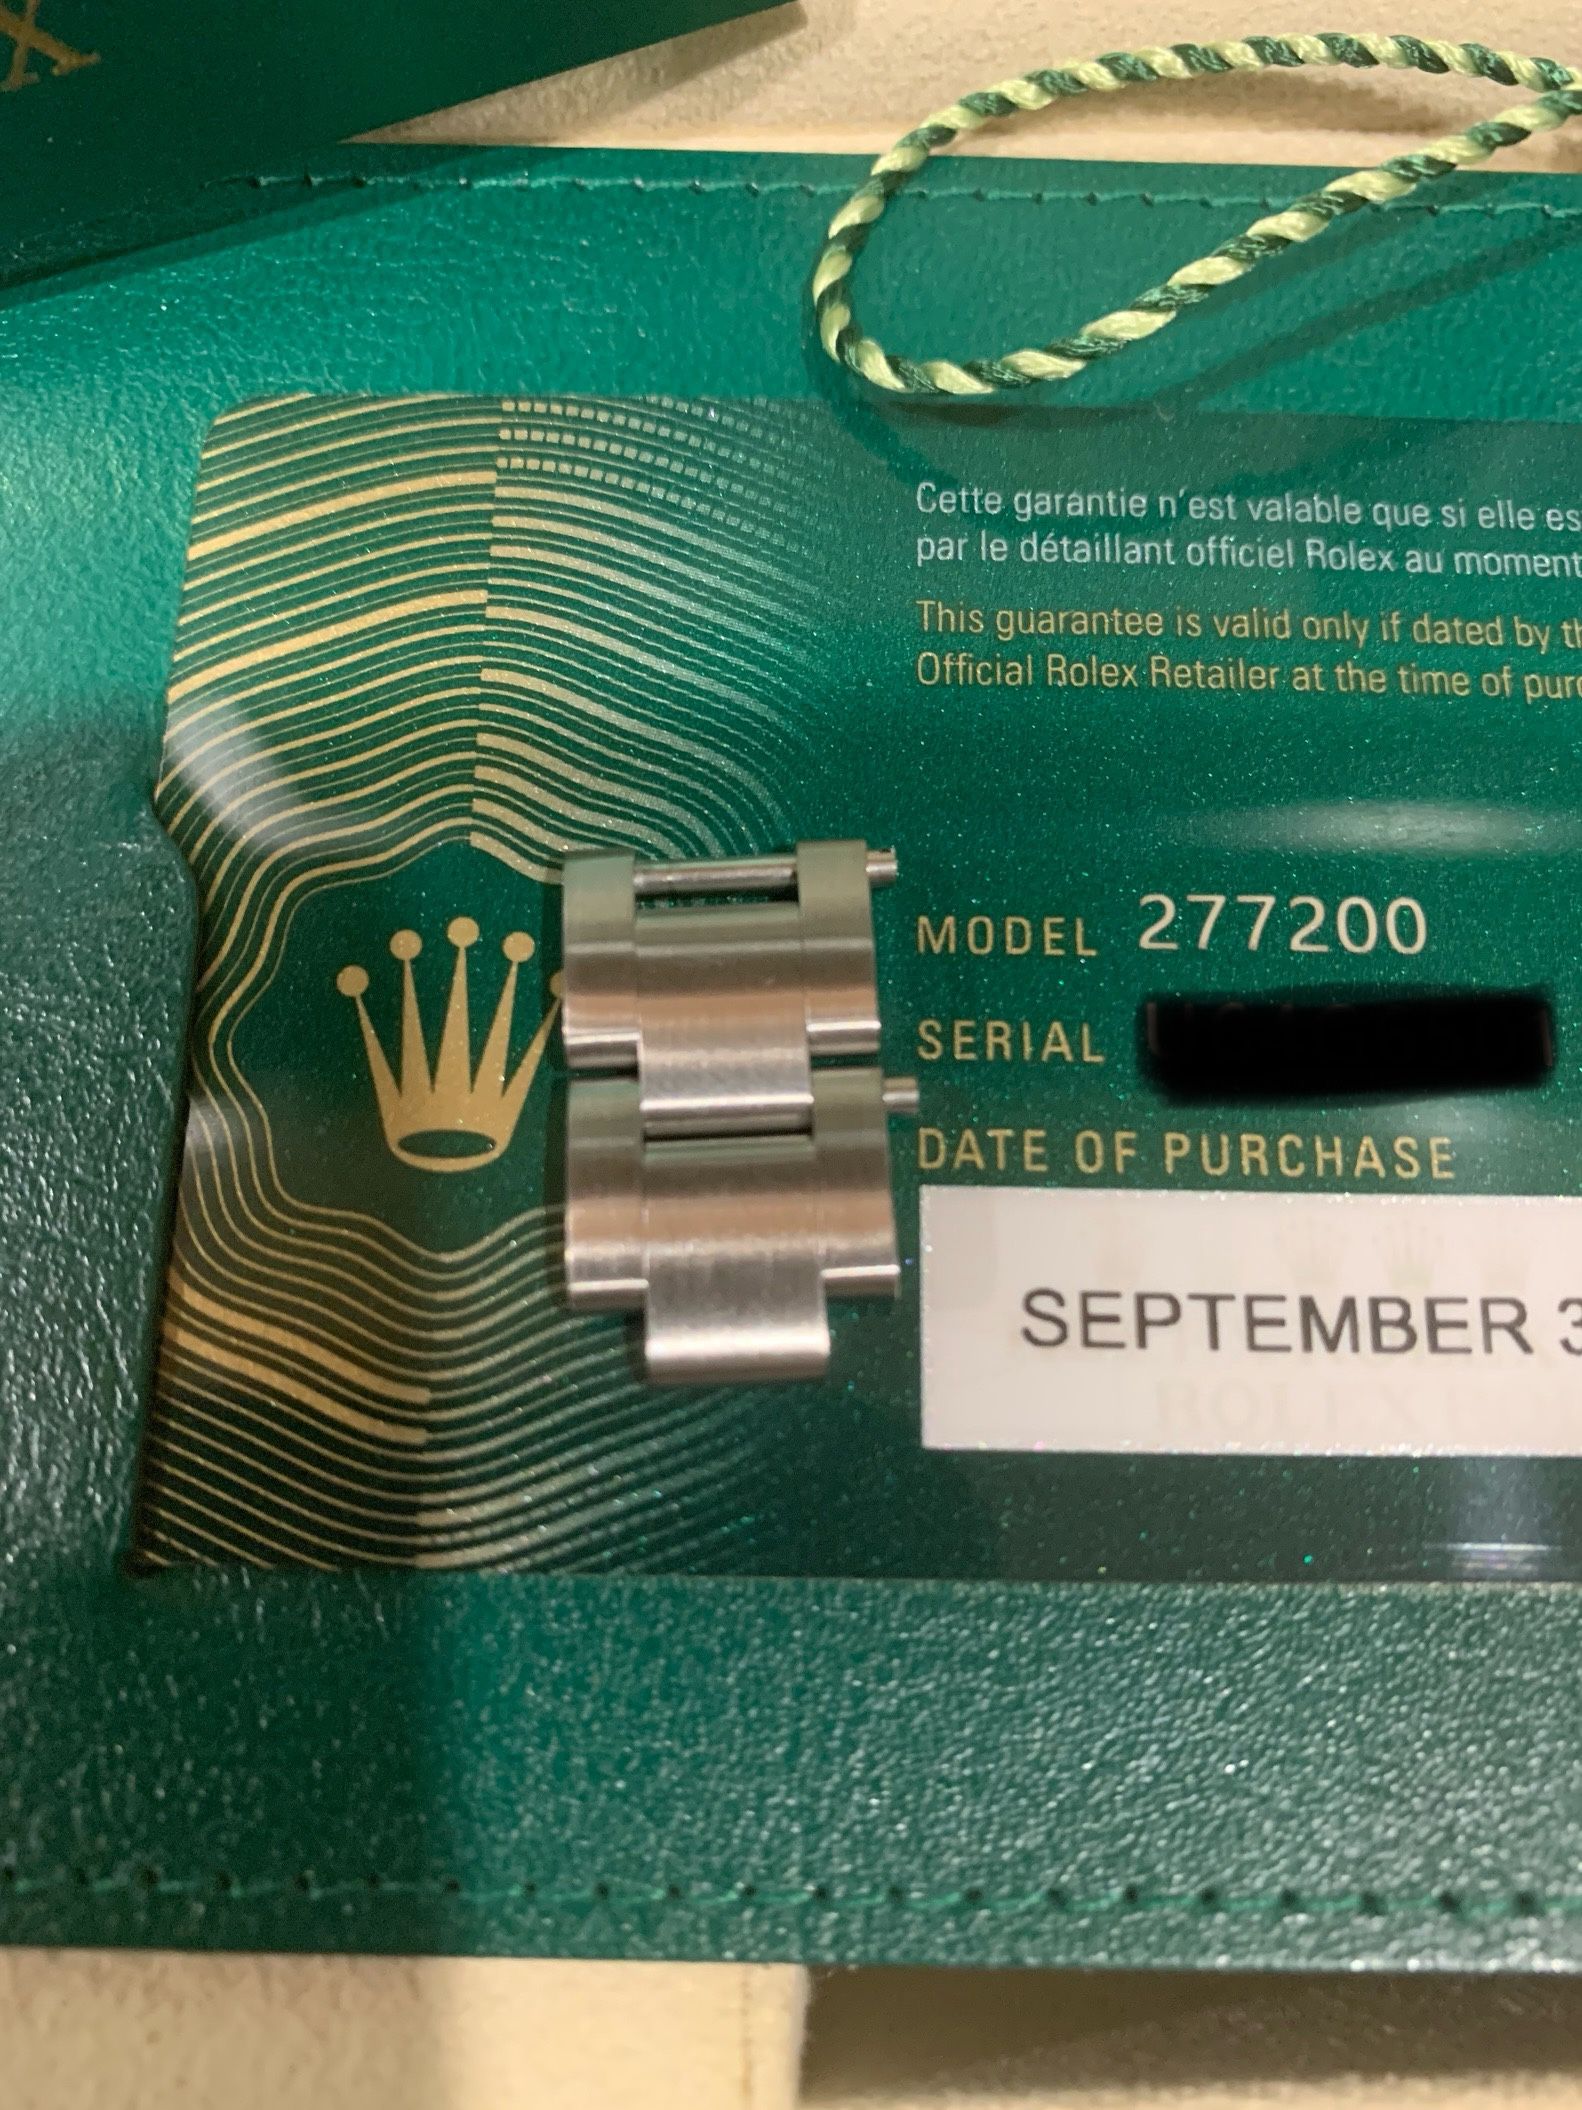 X
Cette garantie n'est valable que si elle es
par le détaillant officiel Rolex au moment
This guarantee is valid only if dated by th
Official Rolex Retailer at the time of purc
MODEL 277200
SERIAL
DATE OF PURCHASE
SEPTEMBER 3
ROLEX